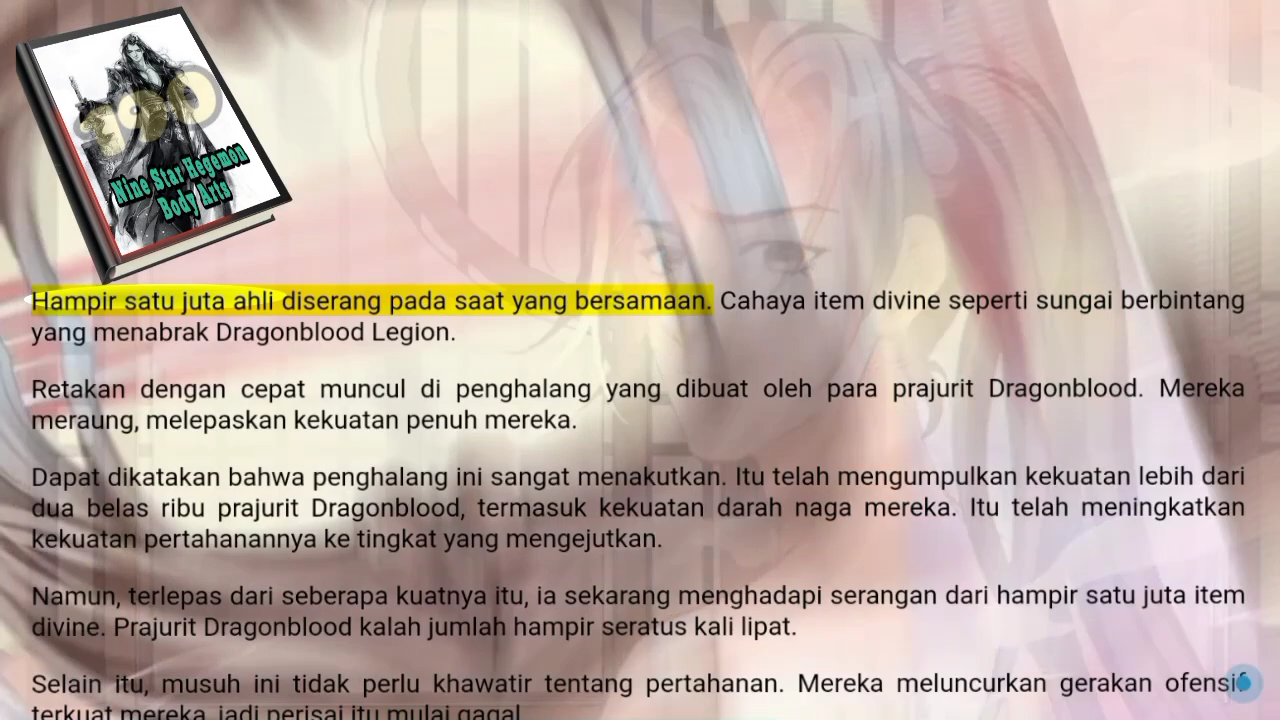 390
Nine Star Hegemon
Body Arts
Hampir satu juta ahli diserang pada saat yang bersamaan. Cahaya item divine seperti sungai berbintang
yang menabrak Dragonblood Legion.
Retakan dengan cepat muncul di penghalang yang dibuat oleh para prajurit Dragonblood. Mereka
meraung, melepaskan kekuatan penuh mereka.
Dapat dikatakan bahwa penghalang ini sangat menakutkan. Itu telah mengumpulkan kekuatan lebih dari
dua belas ribu prajurit Dragonblood, termasuk kekuatan darah naga mereka. Itu telah meningkatkan
kekuatan pertahanannya ke tingkat yang mengejutkan.
Namun, terlepas dari seberapa kuatnya itu, ia sekarang menghadapi serangan dari hampir satu juta item
divine. Prajurit Dragonblood kalah jumlah hampir seratus kali lipat.
Selain itu, musuh ini tidak perlu khawatir tentang pertahanan. Mereka meluncurkan gerakan ofensif
terkuat mereka, jadi perisai itu mulai gagal